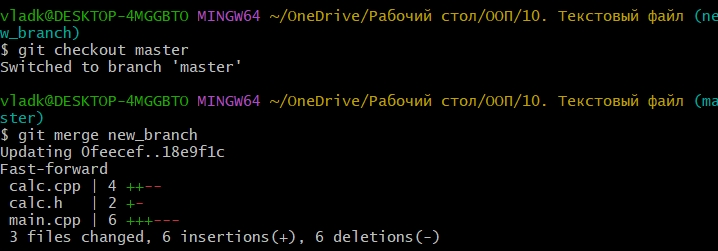 vladk@DESKTOP-4MGGBTO MINGW64 ~/OneDrive/Рабочий стол/ООП/10. Текстовый файл (ne
w_branch)
$ git checkout master
Switched to branch 'master'
vladk@DESKTOP-4MGGBTO MINGW64 ~/OneDrive/Рабочий стол/ООП/10. Текстовый файл (ma
ster)
$ git merge new_branch
Updating 0feecef..18e9f1c
Fast-forward
calc.cpp | 4 ++--
calc.h   | 2 +-
main.cpp | 6 +++---
3 files changed, 6 insertions(+), 6 deletions(-)